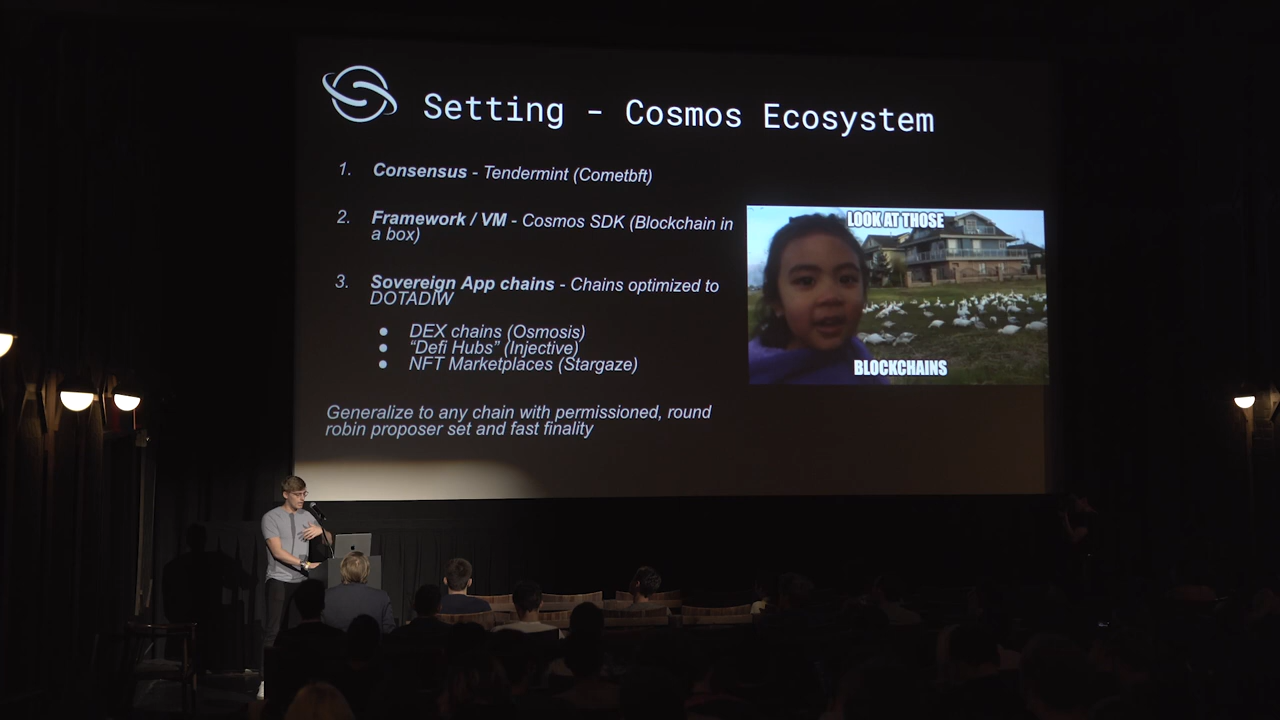 Setting - Cosmos Ecosystem
1. Consensus - Tendermint (Cometbft)
2. Framework / VM - Cosmos SDK (Blockchain in
a box)
3. Sovereign App chains - Chains optimized to
DOTADIW
● DEX chains (Osmosis)
● “Defi Hubs” (Injective)
● NFT Marketplaces (Stargaze)
Generalize to any chain with permissioned, round
robin proposer set and fast finality
LOOK AT THOSE
BLOCKCHAINS